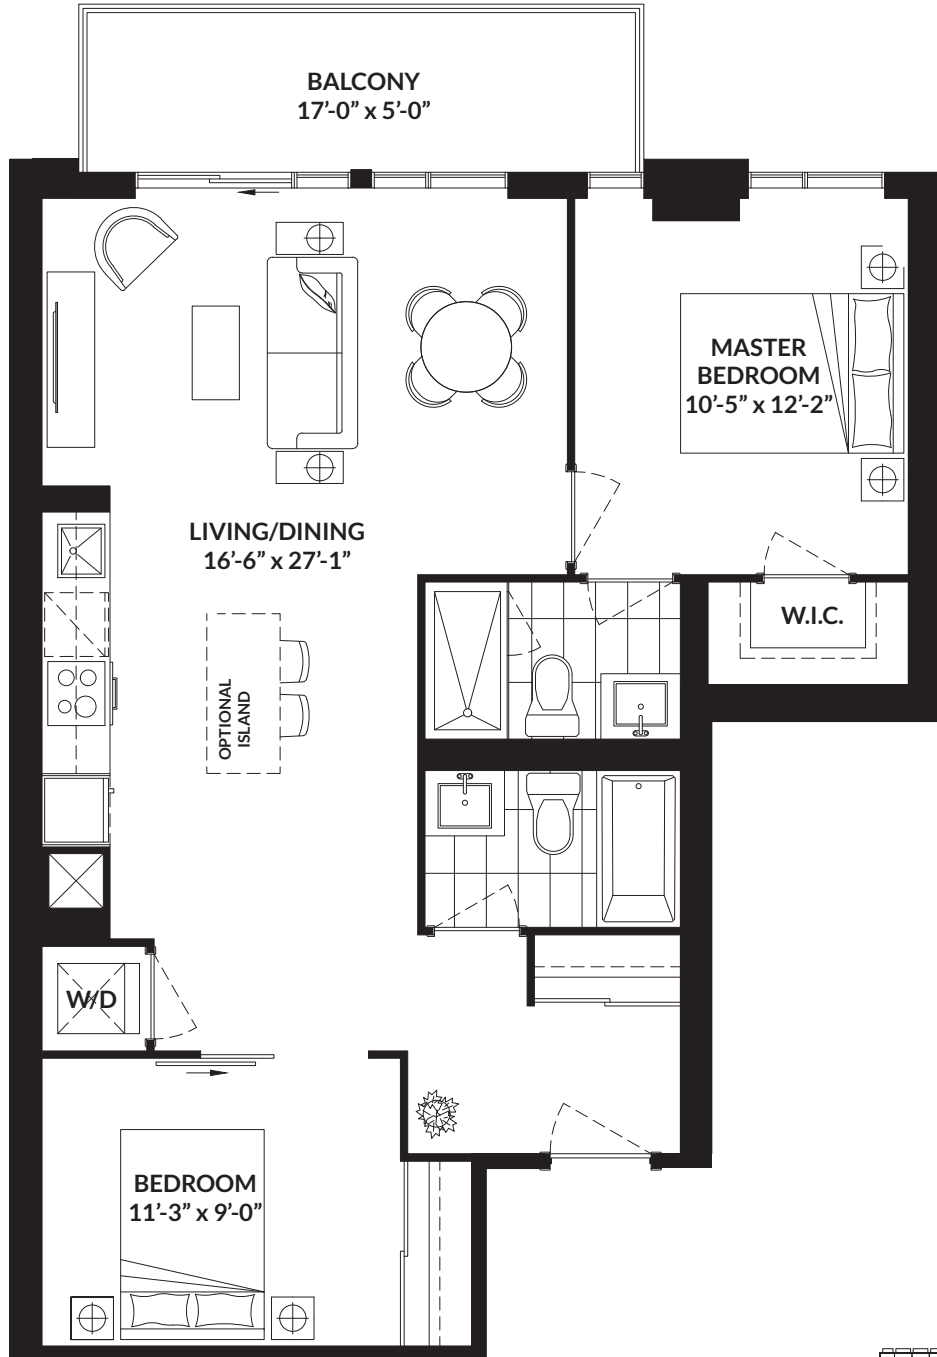 BALCONY
17’-0” x 5’-0”
MASTER
BEDROOM
10’-5” x 12’-2”
LIVING/DINING
16’-6” x 27’-1”
W.I.C.
OPTIONAL
ISLAND
W/D
BEDROOM
11’-3” x 9’-0”